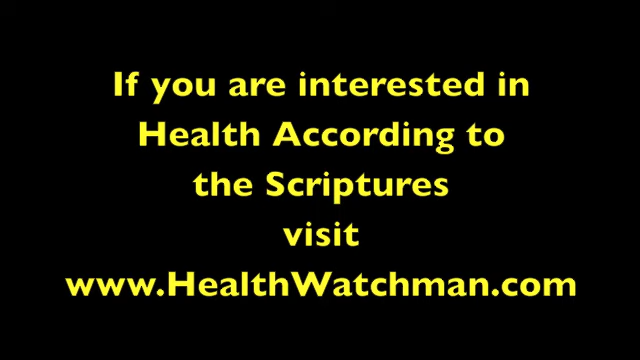 If you are interested in
Health According to
the Scriptures
visit
www.HealthWatchman.com